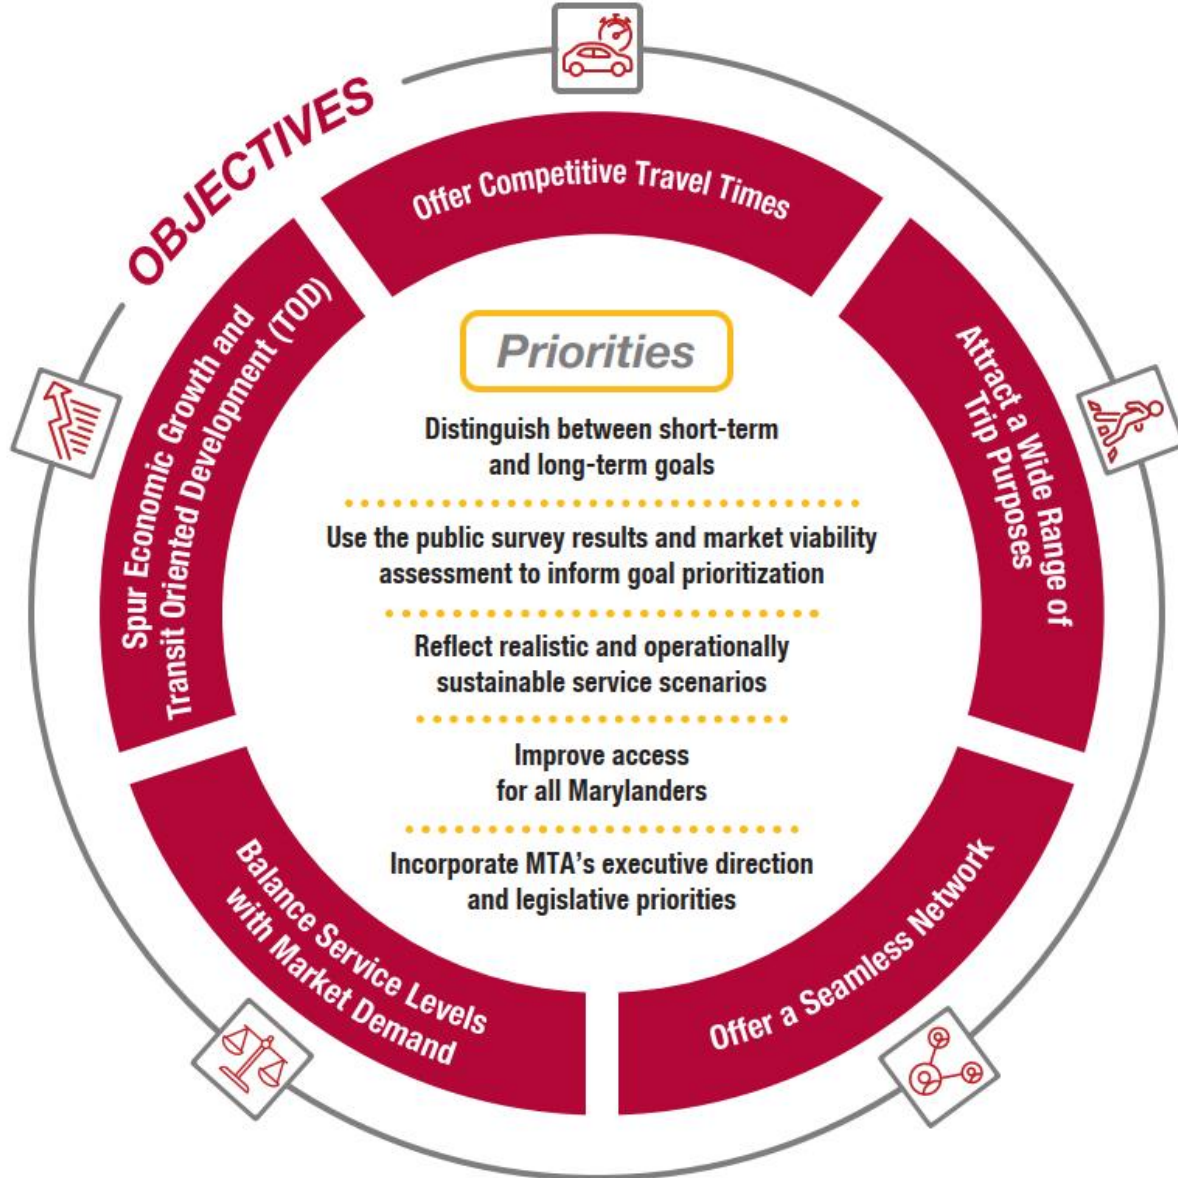 OBJECTIVES
Offer Competitive Travel Times
Attract a Wide Range of
Trip Purposes
Offer a Seamless Network
Balance Service Levels
with Market Demand
Spur Economic Growth and
Transit Oriented Development (TOD)
Priorities
Distinguish between short-term
and long-term goals
Use the public survey results and market viability
assessment to inform goal prioritization
Reflect realistic and operationally
sustainable service scenarios
Improve access
for all Marylanders
Incorporate MTA’s executive direction
and legislative priorities